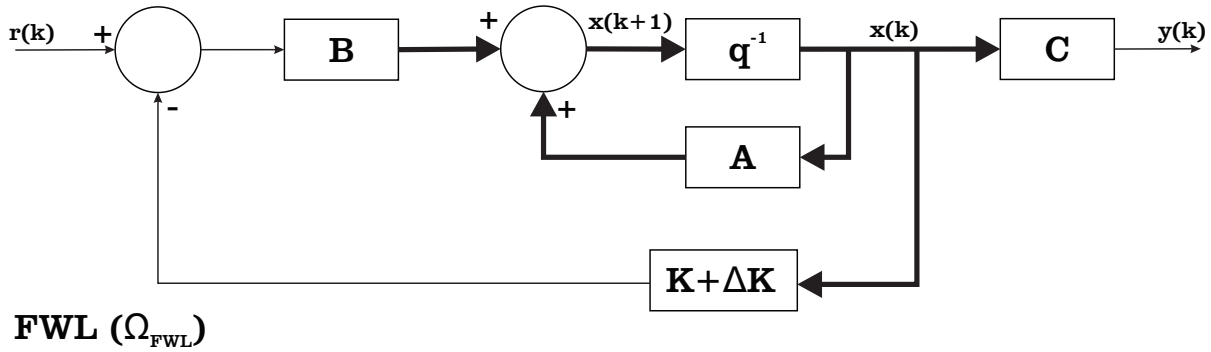 x(k+1)
x(k)
y(k)
r(k)
+
+
B
q⁻¹
C
-
+
A
K+ΔK
FWL (Ω_FWL)